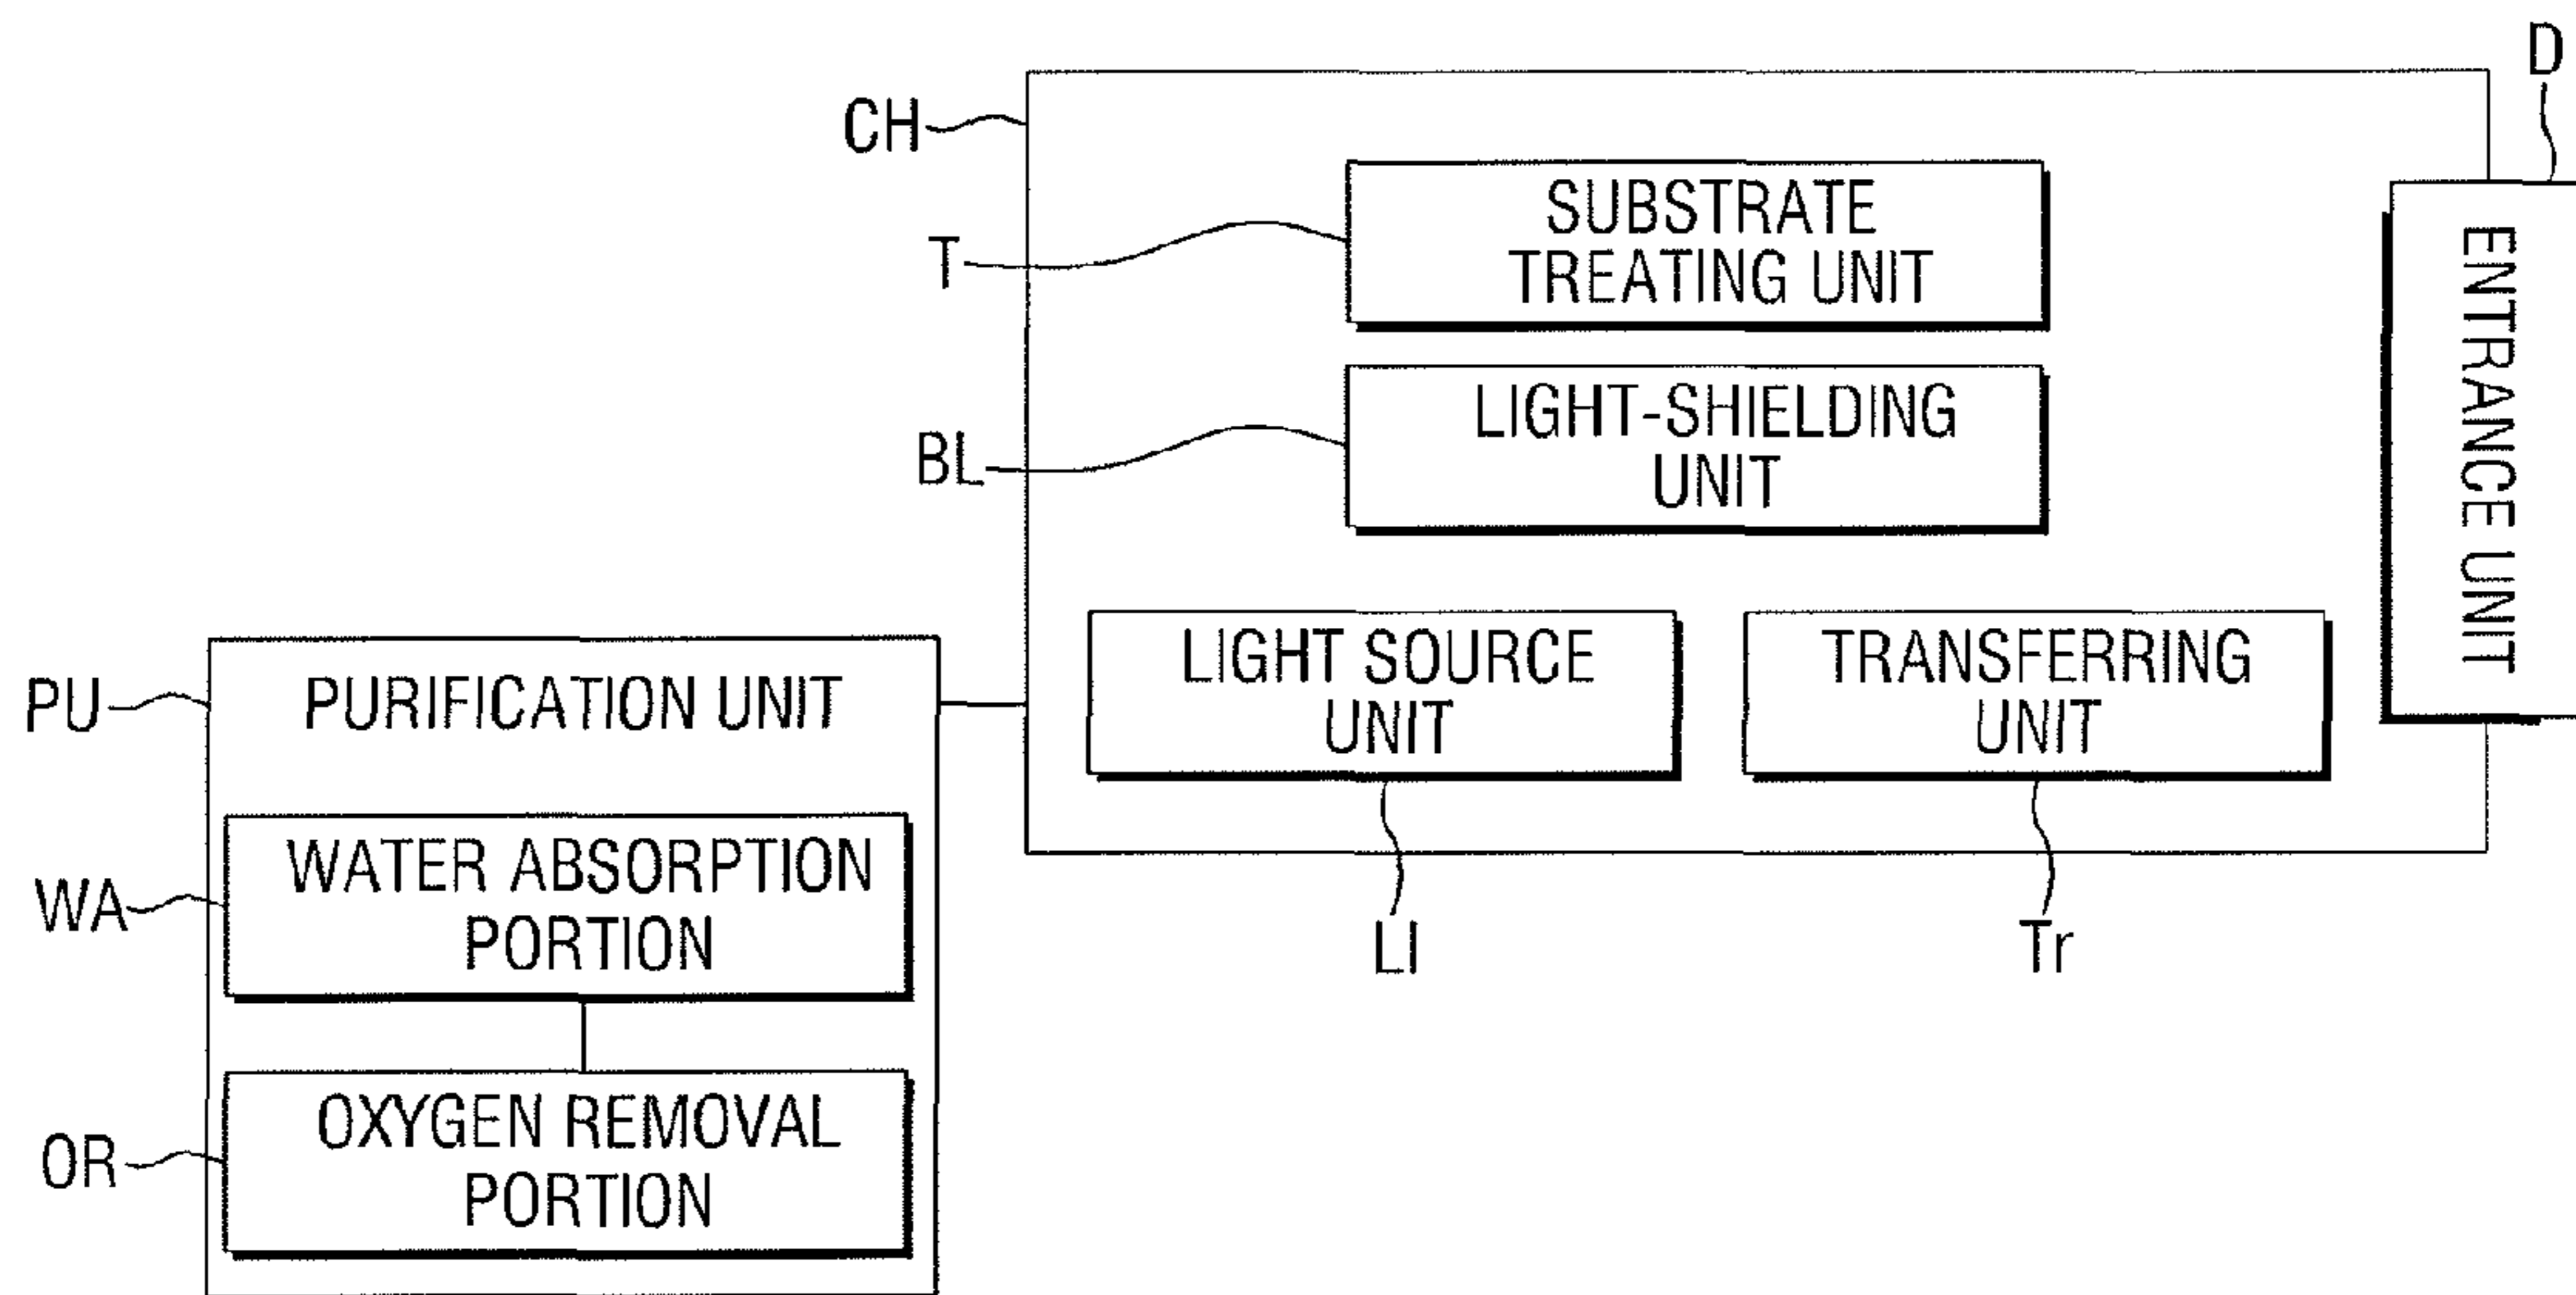 D
CH
SUBSTRATE
TREATING UNIT
T
ENTRANCE UNIT
LIGHT-SHIELDING
UNIT
BL
LIGHT SOURCE
UNIT
TRANSFERRING
UNIT
PU
PURIFICATION UNIT
WATER ABSORPTION
PORTION
WA
LI
Tr
OXYGEN REMOVAL
PORTION
OR